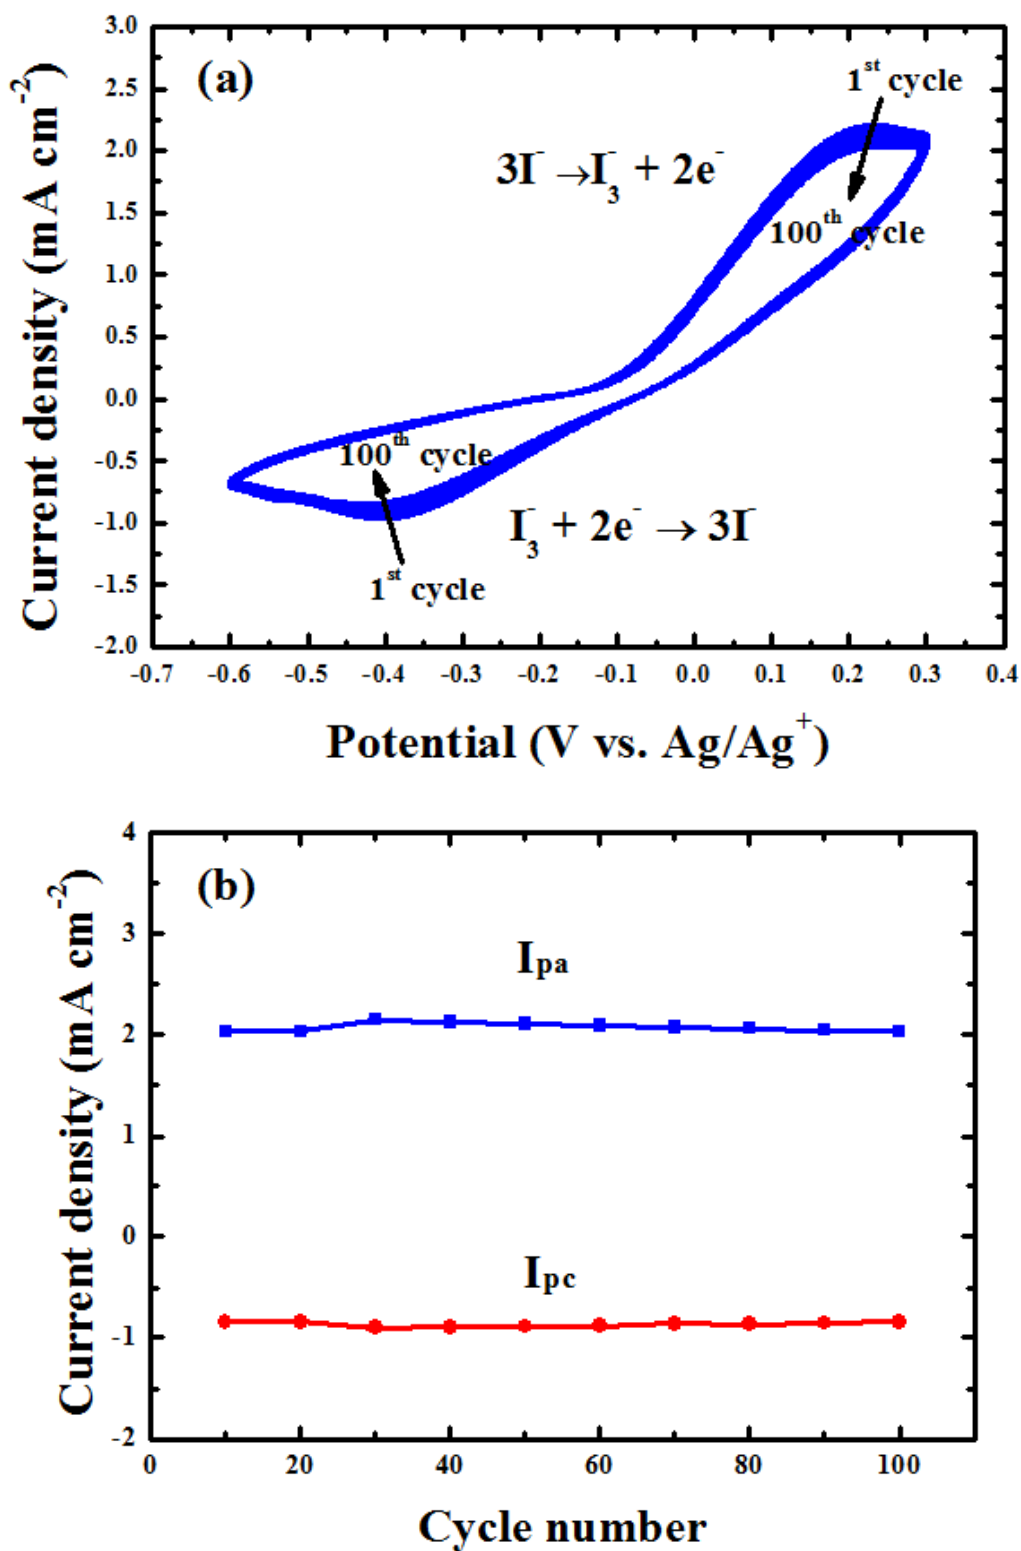 (a)
1st cycle
3I- →I3- + 2e-
100th cycle
100th cycle
I3- + 2e- → 3I-
1st cycle
3.0
2.5
2.0
1.5
1.0
0.5
0.0
-0.5
-1.0
-1.5
-2.0
Current density (mA cm-2)
-0.7 -0.6 -0.5 -0.4 -0.3 -0.2 -0.1 0.0 0.1 0.2 0.3 0.4
Potential (V vs. Ag/Ag+)
(b)
Ipa
Ipc
4
3
2
1
0
-1
-2
Current density (mA cm-2)
0 20 40 60 80 100
Cycle number